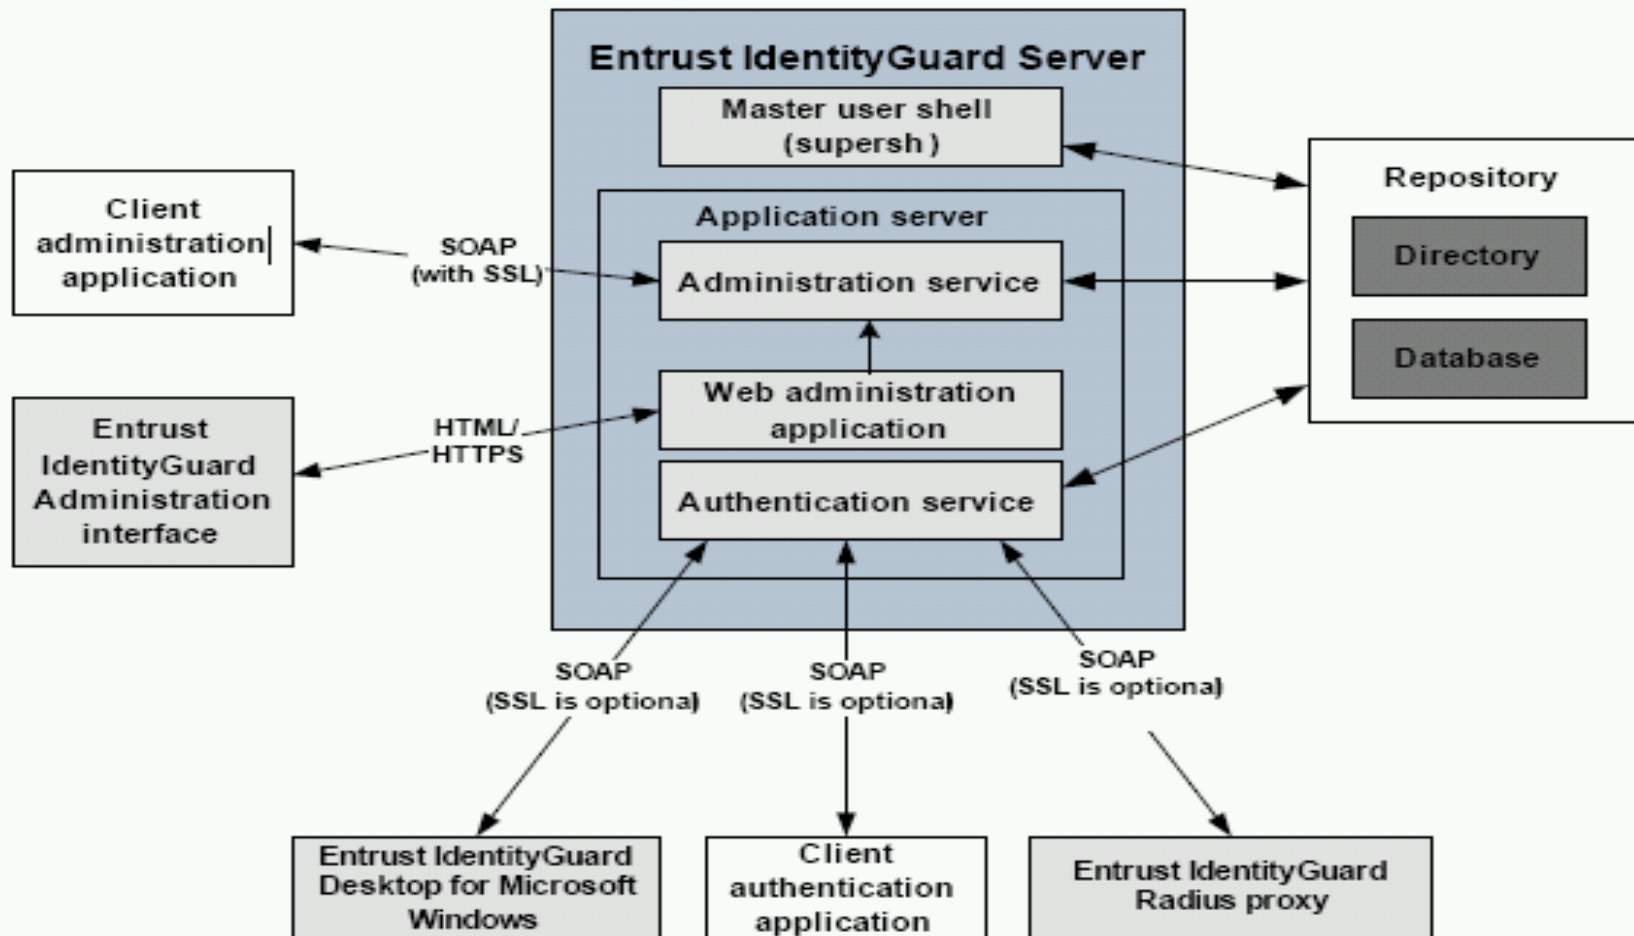 Entrust IdentityGuard Server
Master user shell
(supersh )
Repository
Directory
Database
Application server
Administration service
Web administration
application
Authentication service
Client
administration
application
SOAP
(with SSL)
Entrust
IdentityGuard
Administration
interface
HTML/
HTTPS
SOAP
(SSL is optional)
SOAP
(SSL is optional)
SOAP
(SSL is optional)
Entrust IdentityGuard
Desktop for Microsoft
Windows
Client
authentication
application
Entrust IdentityGuard
Radius proxy